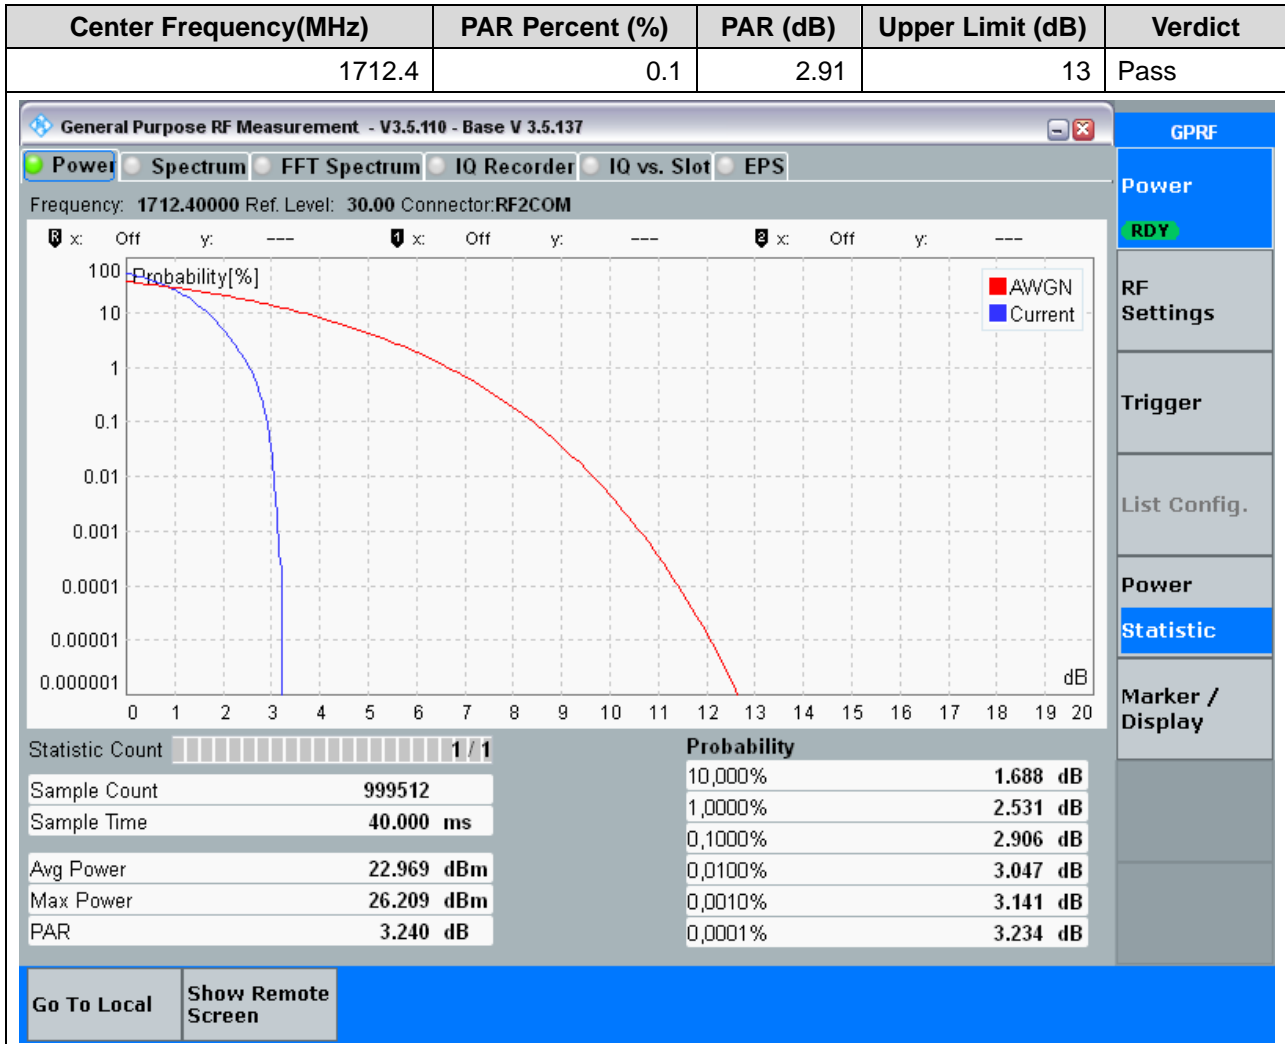 Center Frequency(MHz) PAR Percent (%) PAR (dB) Upper Limit (dB) Verdict
1712.4 0.1 2.91 13 Pass
General Purpose RF Measurement - V3.5.110 - Base V 3.5.137
GPRF
Power Spectrum FFT Spectrum IQ Recorder IQ vs. Slot EPS
Frequency: 1712.40000 Ref. Level: 30.00 Connector:RF2COM
R x: Off y: --- 1 x: Off y: --- 2 x: Off y: ---
Probability[%]
100
10
1
0.1
0.01
0.001
0.0001
0.00001
0.000001
AWGN
Current
dB
0 1 2 3 4 5 6 7 8 9 10 11 12 13 14 15 16 17 18 19 20
Statistic Count 1 / 1
Sample Count 999512
Sample Time 40.000 ms
Avg Power 22.969 dBm
Max Power 26.209 dBm
PAR 3.240 dB
Probability
10,000% 1.688 dB
1,0000% 2.531 dB
0,1000% 2.906 dB
0,0100% 3.047 dB
0,0010% 3.141 dB
0,0001% 3.234 dB
Power
RDY
RF
Settings
Trigger
List Config.
Power
Statistic
Marker /
Display
Go To Local
Show Remote
Screen